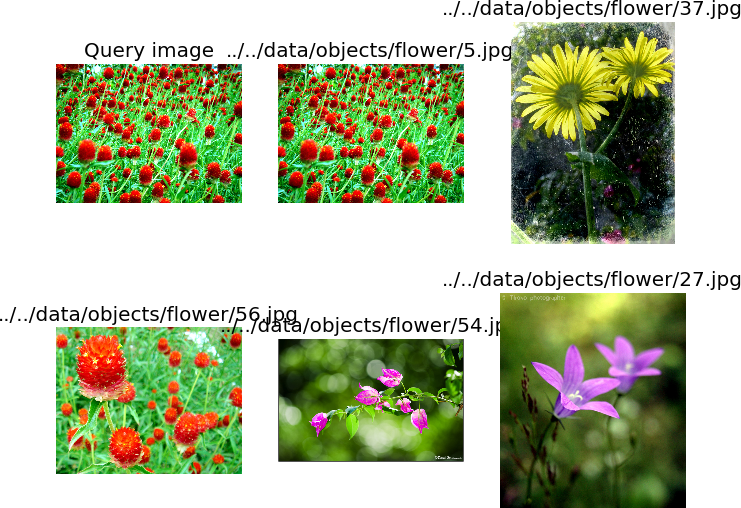 Query image
../../data/objects/flower/5.jpg
../../data/objects/flower/37.jpg
../../data/objects/flower/56.jpg
../../data/objects/flower/54.jp
../../data/objects/flower/27.jpg